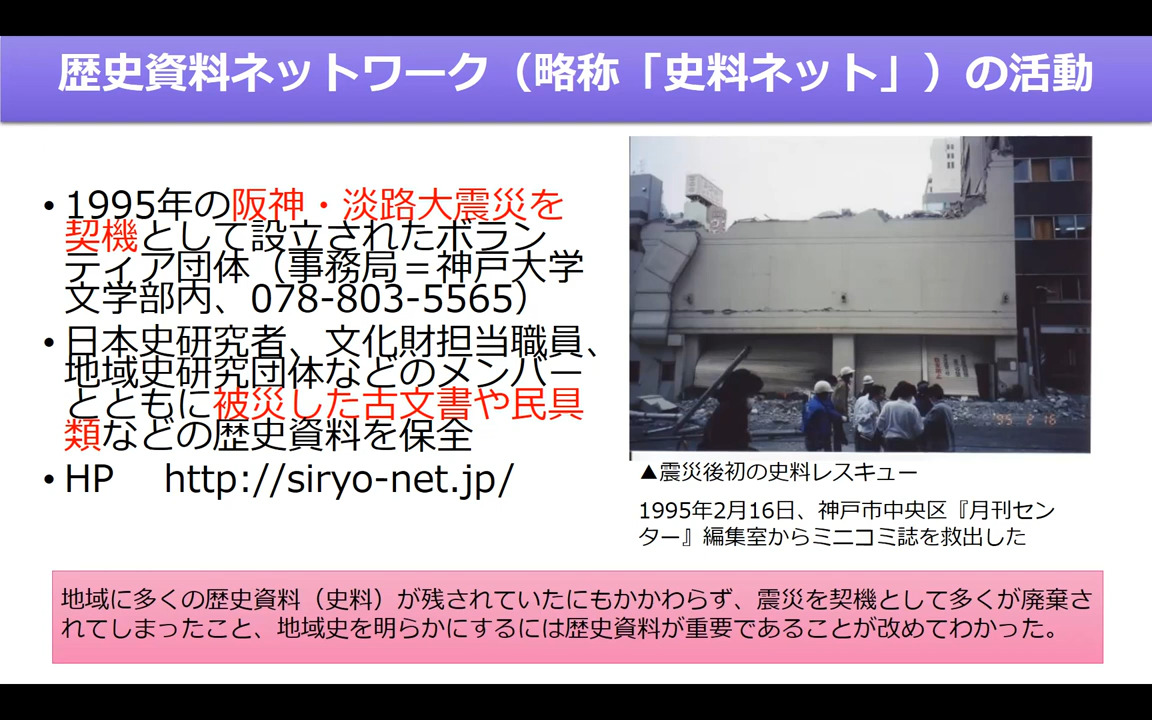 歴史資料ネットワーク（略称「史料ネット」）の活動
• 1995年の阪神・淡路大震災を
契機として設立されたボラン
ティア団体（事務局＝神戸大学
文学部内、078-803-5565）
• 日本史研究者、文化財担当職員、
地域史研究団体などのメンバー
とともに被災した古文書や民具
類などの歴史資料を保全
• HP http://siryo-net.jp/
'95 2 16
▲震災後初の史料レスキュー
1995年2月16日、神戸市中央区『月刊セン
ター』編集室からミニコミ誌を救出した
地域に多くの歴史資料（史料）が残されていたにもかかわらず、震災を契機として多くが廃棄さ
れてしまったこと、地域史を明らかにするには歴史資料が重要であることが改めてわかった。